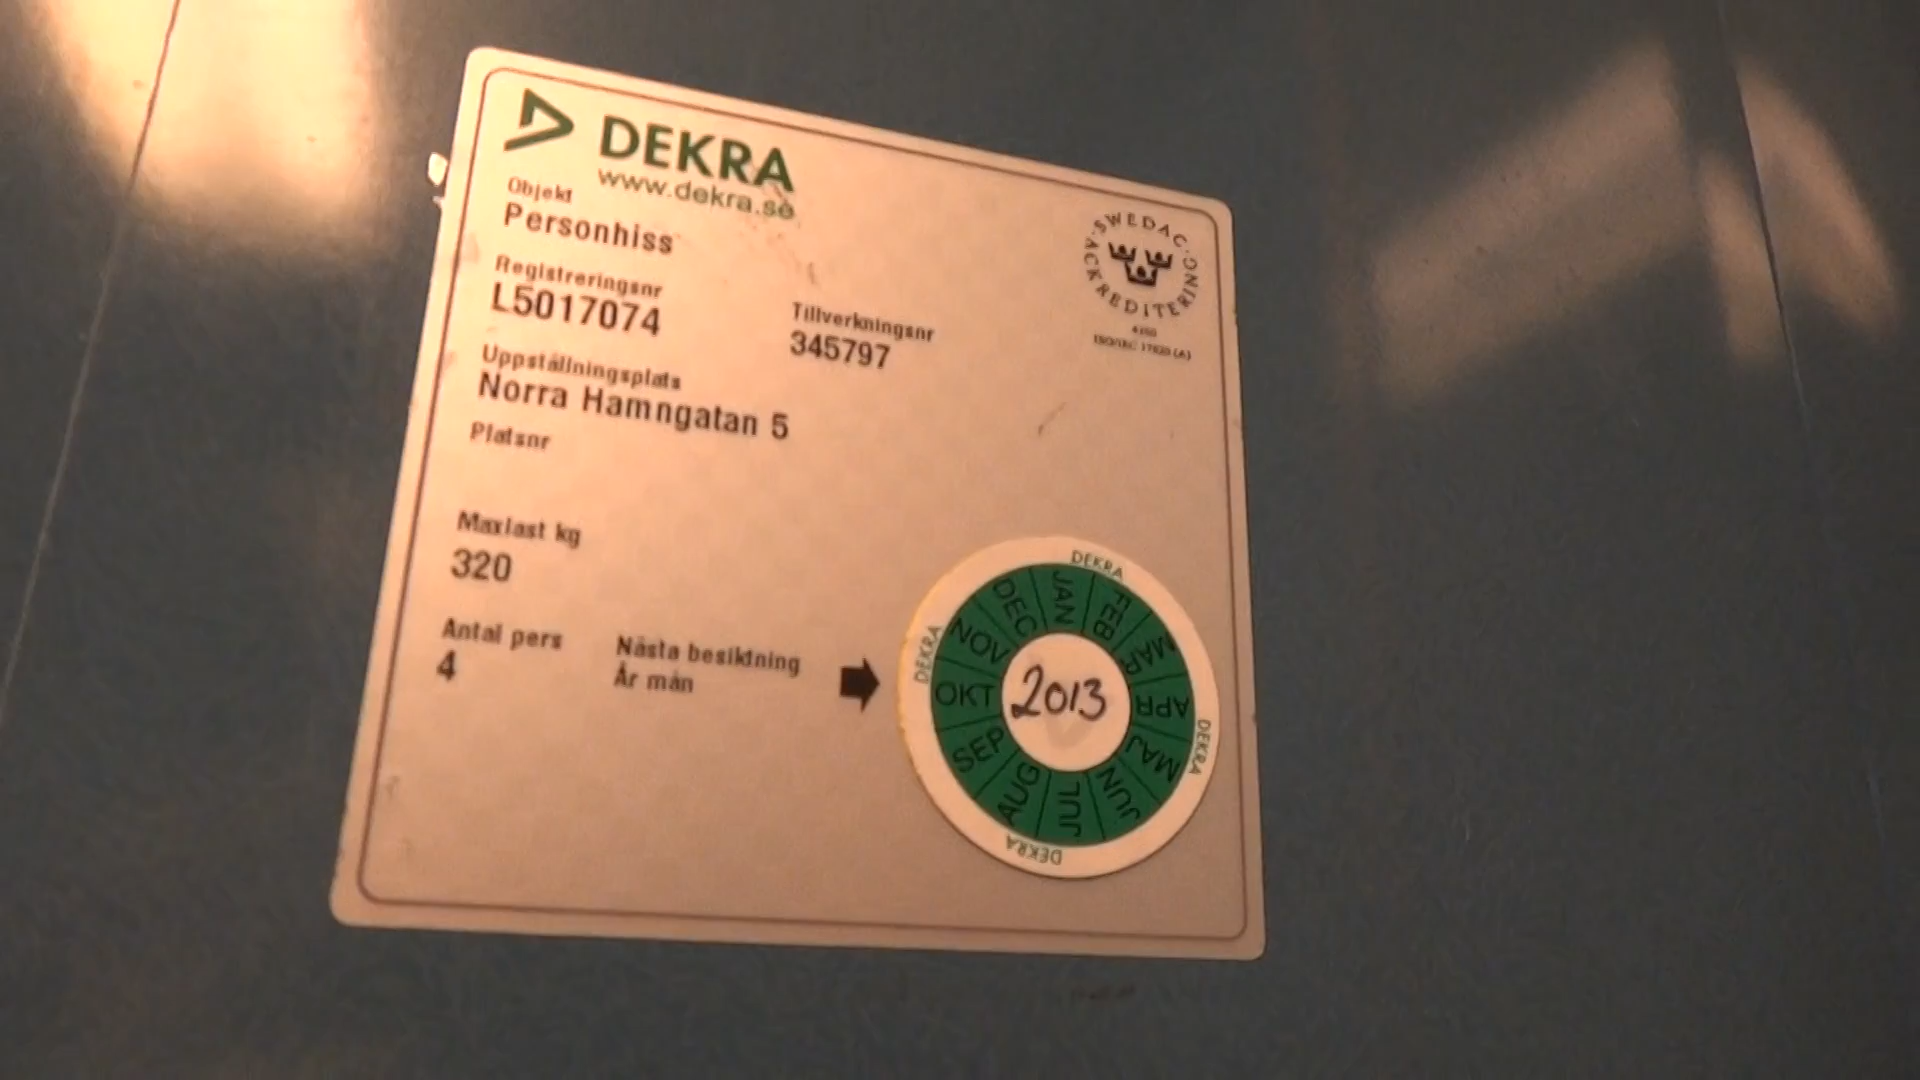 DEKRA
www.dekra.se
Objekt
Personhiss
Registreringsnr
L5017074
Tillverkningsnr
345797
SWEDAC
ACKREDITERING
Uppställningsplats
Norra Hamngatan 5
Platsnr
Maxlast kg
320
Antal pers
4
Nästa besiktning
År mån
DEKRA
DEKRA
DEKRA
DEKRA
JAN
FEB
MAR
APR
MAJ
JUN
JUL
AUG
SEP
OKT
NOV
DEC
2013